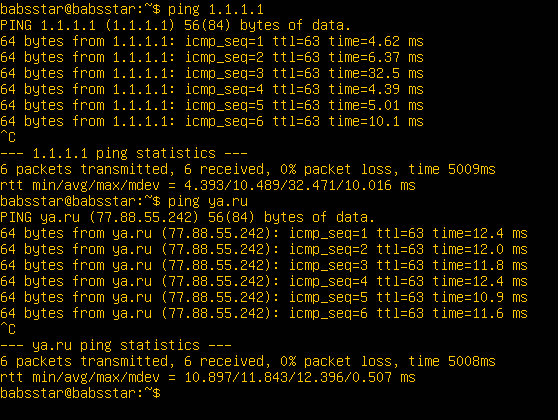 babsstar@babsstar:~$ ping 1.1.1.1
PING 1.1.1.1 (1.1.1.1) 56(84) bytes of data.
64 bytes from 1.1.1.1: icmp_seq=1 ttl=63 time=4.62 ms
64 bytes from 1.1.1.1: icmp_seq=2 ttl=63 time=6.37 ms
64 bytes from 1.1.1.1: icmp_seq=3 ttl=63 time=32.5 ms
64 bytes from 1.1.1.1: icmp_seq=4 ttl=63 time=4.39 ms
64 bytes from 1.1.1.1: icmp_seq=5 ttl=63 time=5.01 ms
64 bytes from 1.1.1.1: icmp_seq=6 ttl=63 time=10.1 ms
^C
--- 1.1.1.1 ping statistics ---
6 packets transmitted, 6 received, 0% packet loss, time 5009ms
rtt min/avg/max/mdev = 4.393/10.489/32.471/10.016 ms
babsstar@babsstar:~$ ping ya.ru
PING ya.ru (77.88.55.242) 56(84) bytes of data.
64 bytes from ya.ru (77.88.55.242): icmp_seq=1 ttl=63 time=12.4 ms
64 bytes from ya.ru (77.88.55.242): icmp_seq=2 ttl=63 time=12.0 ms
64 bytes from ya.ru (77.88.55.242): icmp_seq=3 ttl=63 time=11.8 ms
64 bytes from ya.ru (77.88.55.242): icmp_seq=4 ttl=63 time=12.4 ms
64 bytes from ya.ru (77.88.55.242): icmp_seq=5 ttl=63 time=10.9 ms
64 bytes from ya.ru (77.88.55.242): icmp_seq=6 ttl=63 time=11.6 ms
^C
--- ya.ru ping statistics ---
6 packets transmitted, 6 received, 0% packet loss, time 5008ms
rtt min/avg/max/mdev = 10.897/11.843/12.396/0.507 ms
babsstar@babsstar:~$